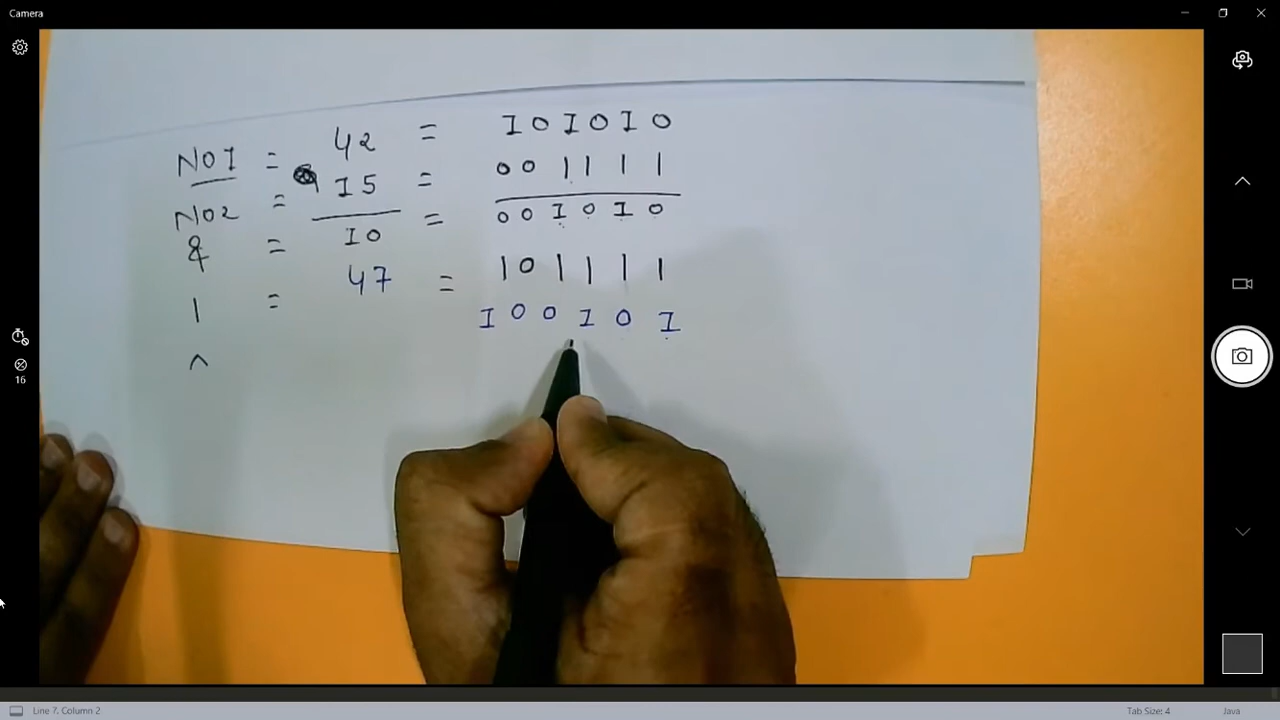 Camera
NO1 = 42 = 101010
NO2 = 15 = 001111
& = 10 = 001010
| = 47 = 101111
^ 100101
16
Line 7, Column 2
Tab Size: 4
Java